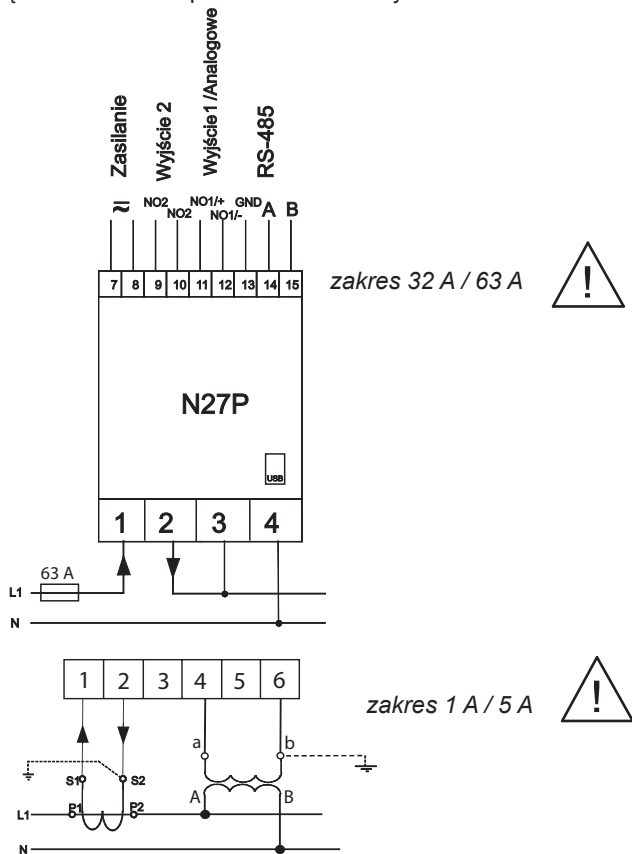 Zasilanie
Wyjście 2
Wyjście 1 /Analogowe
RS-485
NO2
NO2
NO1/+
NO1/-
GND
A
B
7 8 9 10 11 12 13 14 15
zakres 32 A / 63 A
!
N27P
USB
1 2 3 4
63 A
L1
N
1 2 3 4 5 6
zakres 1 A / 5 A
!
a b
S1 S2
A B
P1 P2
L1
N